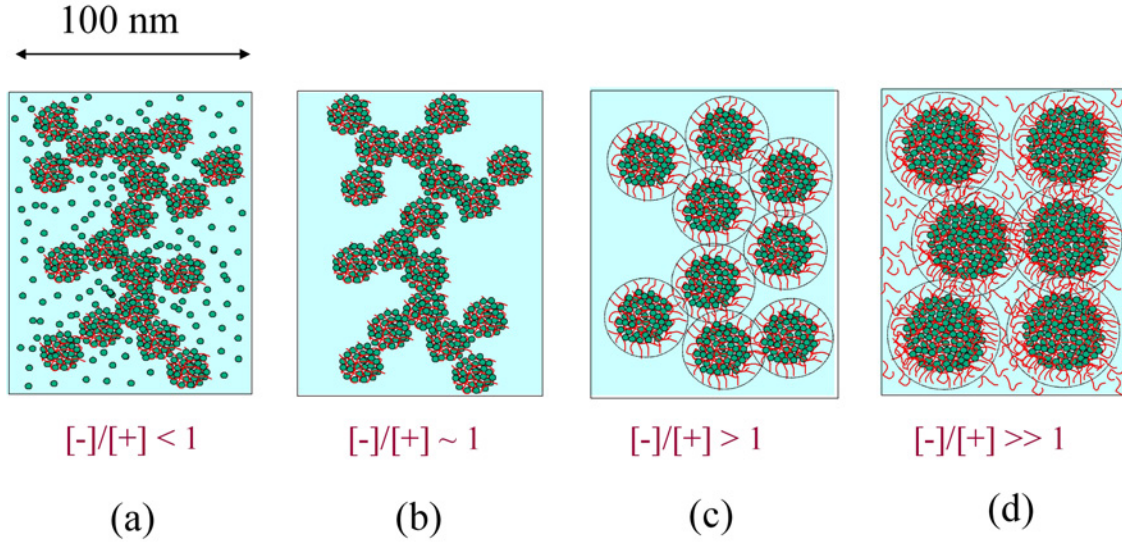 100 nm
[-]/[+] < 1
[-]/[+] ~ 1
[-]/[+] > 1
[-]/[+] >> 1
(a)
(b)
(c)
(d)